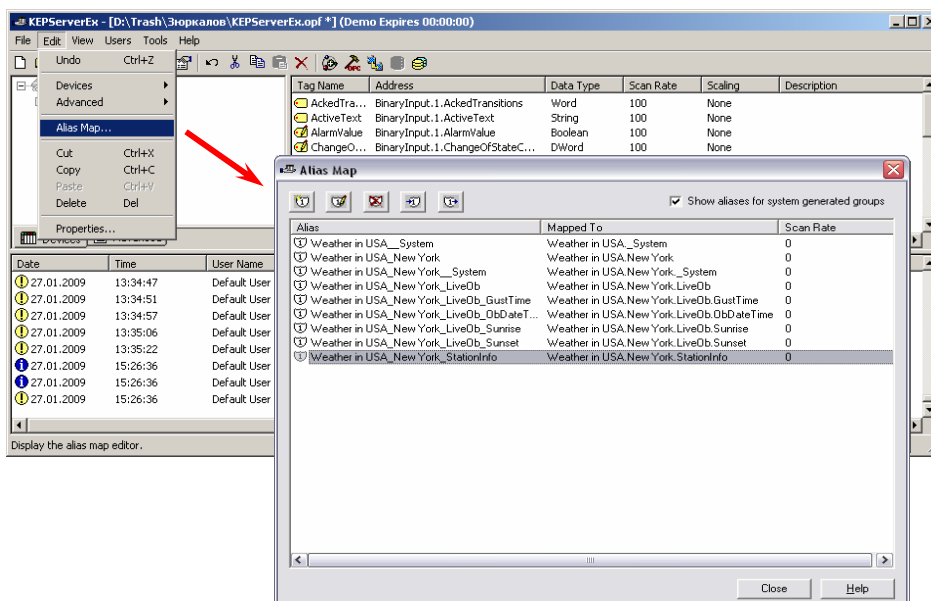 KEPServerEx - [D:\Trash\Зюркалов\KEPServerEx.opf *] (Demo Expires 00:00:00)
File Edit View Users Tools Help
Undo Ctrl+Z
Devices
Advanced
Alias Map...
Cut Ctrl+X
Copy Ctrl+C
Paste Ctrl+V
Delete Del
Properties...
Tag Name Address Data Type Scan Rate Scaling Description
AckedTra... BinaryInput.1.AckedTransitions Word 100 None
ActiveText BinaryInput.1.ActiveText String 100 None
AlarmValue BinaryInput.1.AlarmValue Boolean 100 None
ChangeO... BinaryInput.1.ChangeOfStateC... DWord 100 None
Devices
Date Time User Name
27.01.2009 13:34:47 Default User
27.01.2009 13:34:51 Default User
27.01.2009 13:34:57 Default User
27.01.2009 13:35:06 Default User
27.01.2009 13:35:22 Default User
27.01.2009 15:26:36 Default User
27.01.2009 15:26:36 Default User
27.01.2009 15:26:36 Default User
Display the alias map editor.
Alias Map
Show aliases for system generated groups
Alias Mapped To Scan Rate
Weather in USA__System Weather in USA._System 0
Weather in USA_New York Weather in USA.New York 0
Weather in USA_New York__System Weather in USA.New York._System 0
Weather in USA_New York_LiveOb Weather in USA.New York.LiveOb 0
Weather in USA_New York_LiveOb_GustTime Weather in USA.New York.LiveOb.GustTime 0
Weather in USA_New York_LiveOb_ObDateT... Weather in USA.New York.LiveOb.ObDateTime 0
Weather in USA_New York_LiveOb_Sunrise Weather in USA.New York.LiveOb.Sunrise 0
Weather in USA_New York_LiveOb_Sunset Weather in USA.New York.LiveOb.Sunset 0
Weather in USA_New York_StationInfo Weather in USA.New York.StationInfo 0
Close Help